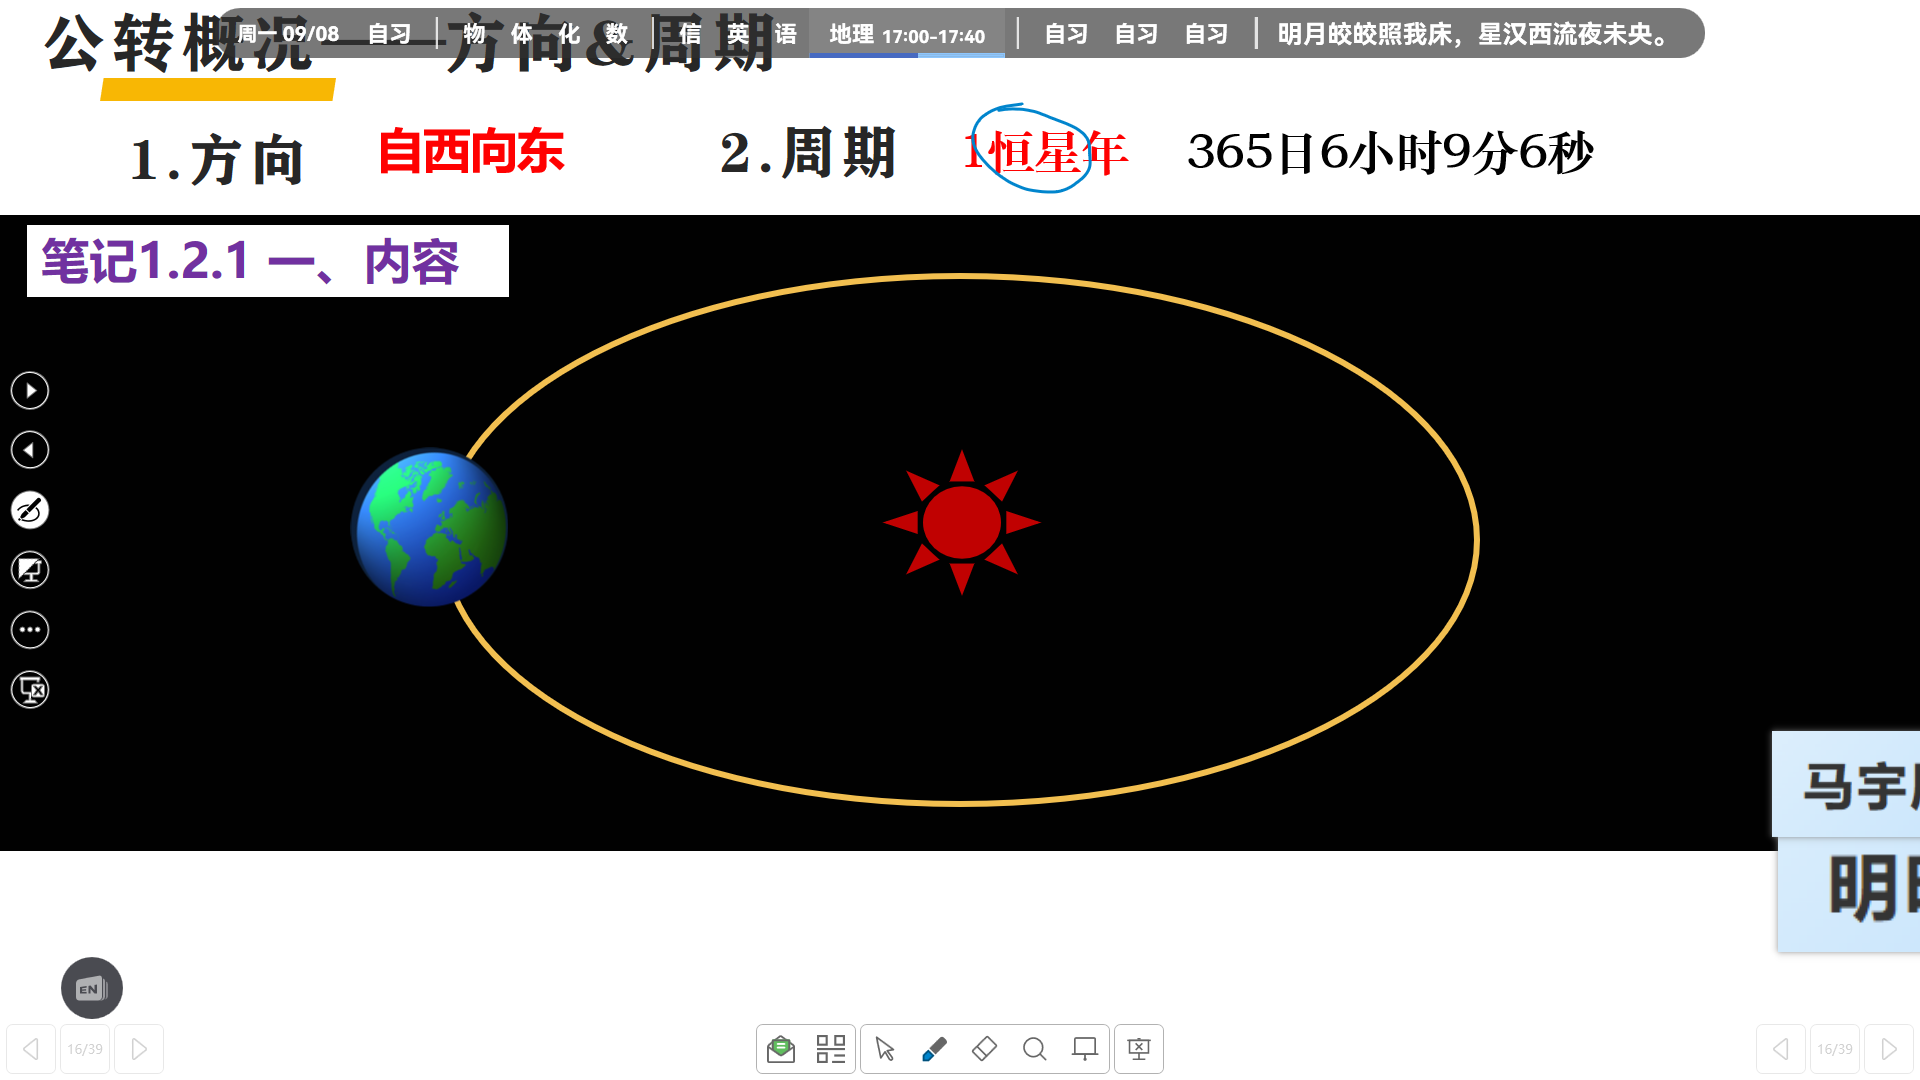 公转概况——方向&周期
周一 09/08 自习 物 体 化 数 信 英 语 地理 17:00-17:40 自习 自习 自习 明月皎皎照我床，星汉西流夜未央。
1.方向 自西向东 2.周期 1恒星年 365日6小时9分6秒
笔记1.2.1 一、内容
马宇
明
EN
16/39 16/39